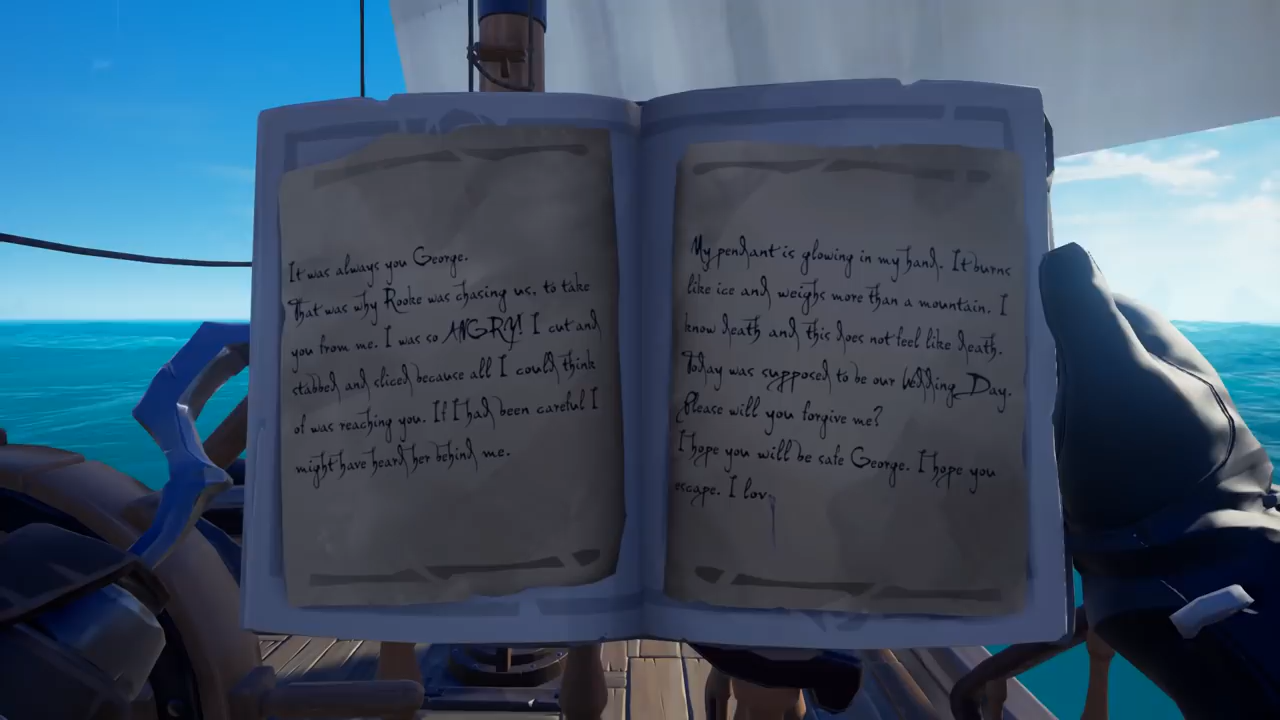 It was always you George.
That was why Rooke was chasing us, to take
you from me. I was so ANGRY! I cut and
stabbed and sliced because all I could think
of was reaching you. If I had been careful I
might have heard her behind me.
My pendant is glowing in my hand. It burns
like ice and weighs more than a mountain. I
know death and this does not feel like death.
Today was supposed to be our Wedding Day.
Please will you forgive me?
I hope you will be safe George. I hope you
escape. I lov